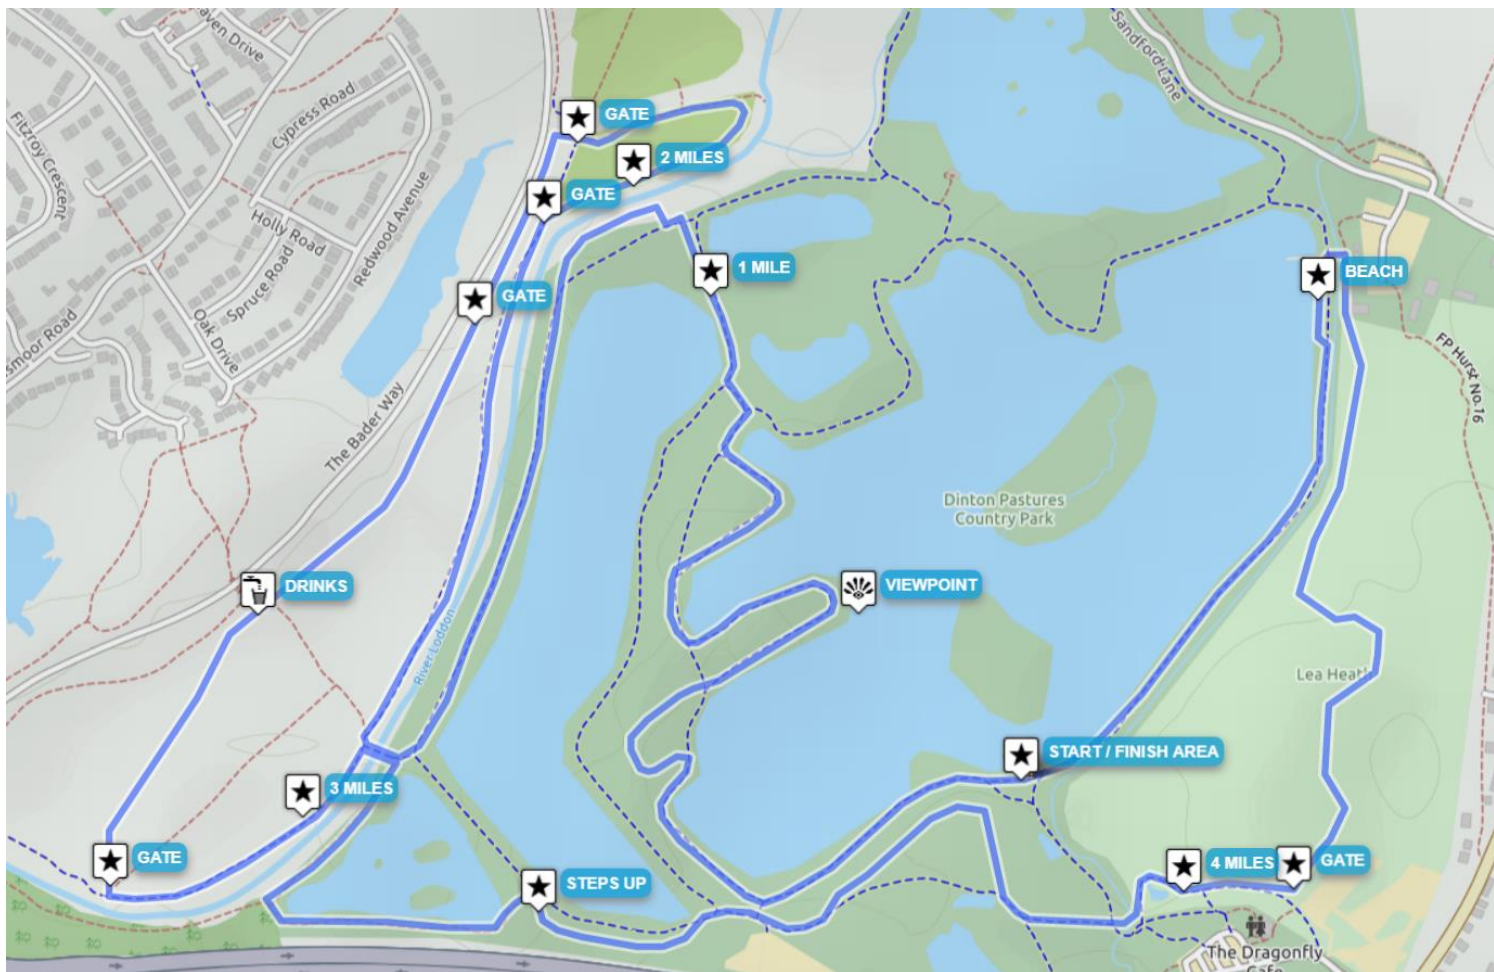 aven Drive
Sandford Lane
Cypress Road
Fitzroy Crescent
GATE
2 MILES
GATE
Holly Road
Redwood Avenue
Spruce Road
1 MILE
BEACH
GATE
smoor Road
Oak Drive
FP Hurst No.16
The Bader Way
Dinton Pastures
Country Park
DRINKS
VIEWPOINT
River Loddon
Lea Heath
START / FINISH AREA
3 MILES
GATE
STEPS UP
4 MILES
GATE
The Dragonfly
Cafe